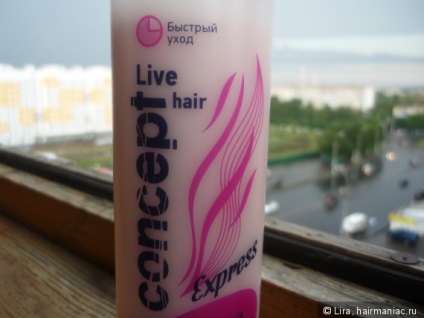 Быстрый
уход
Live
hair
concept
Express
© Lira, hairmaniac.ru